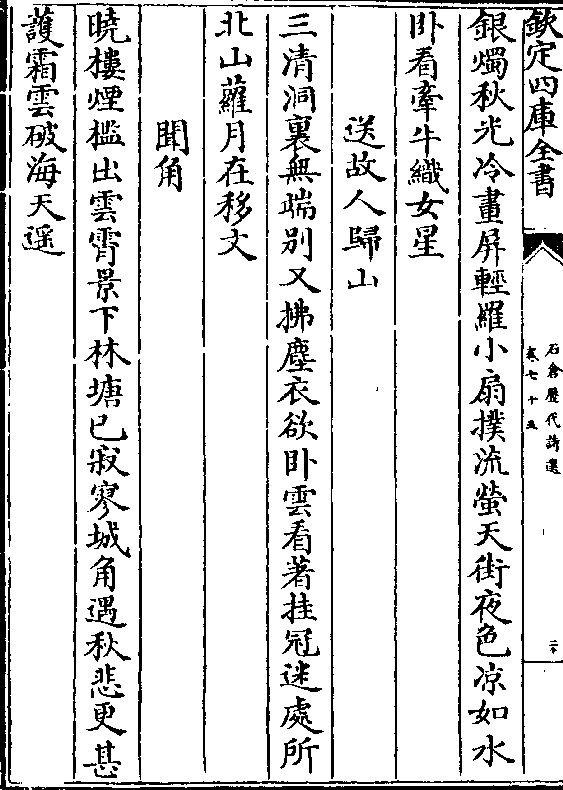 欽定四庫全書
石倉歷代詩選
卷七十五
二十
銀燭秋光冷畫屏輕羅小扇撲流螢天街夜色凉如水
卧看牽牛織女星
送故人歸山
三清洞裏無端别又拂塵衣欲卧雲看著挂冠迷處所
北山蘿月在移文
聞角
曉樓煙檻出雲霄景下林塘已寂寥城角遇秋悲更甚
護霜雲破海天遥